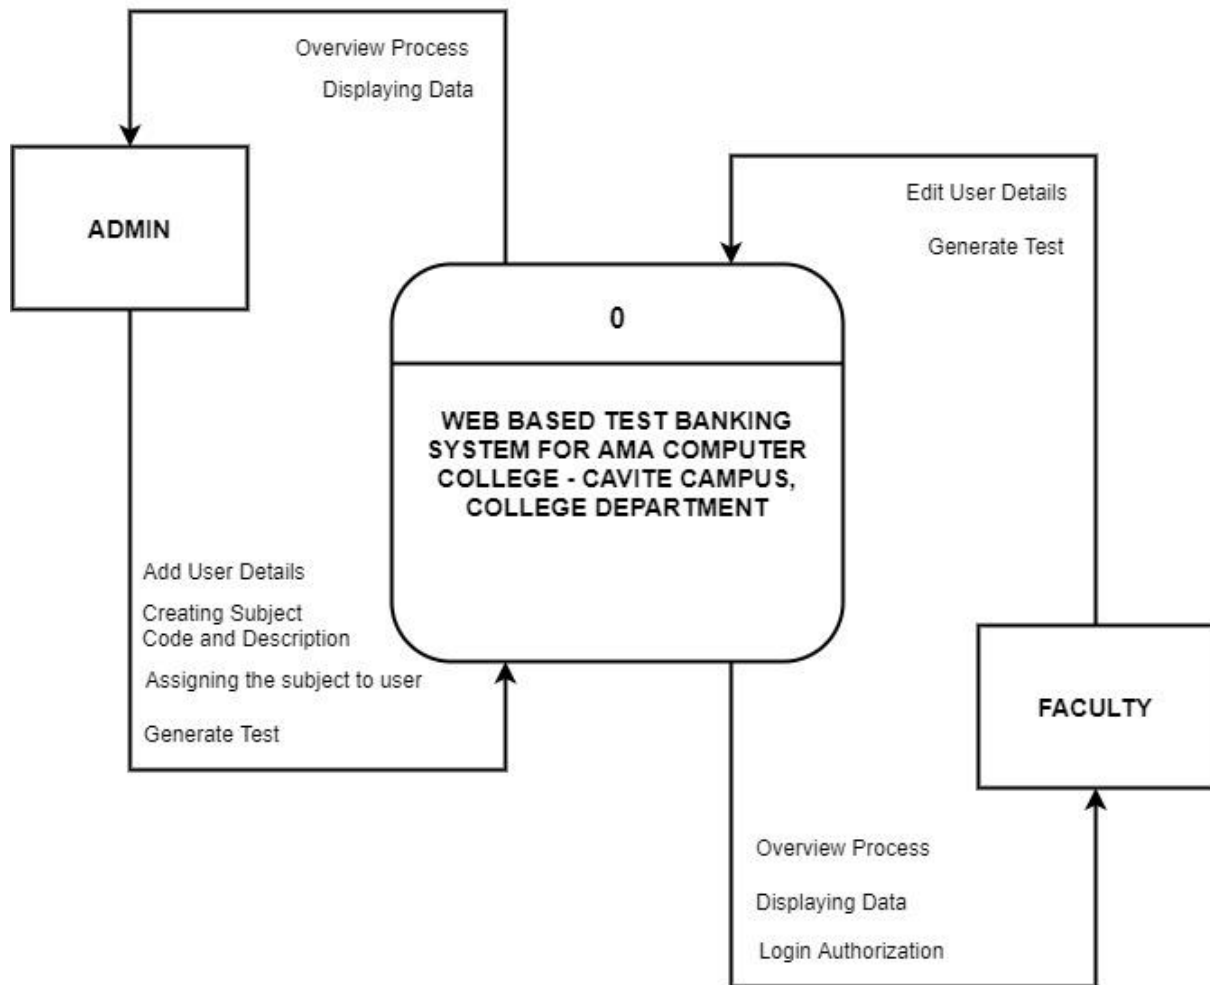 Overview Process
Displaying Data
ADMIN
Edit User Details
Generate Test
0
WEB BASED TEST BANKING
SYSTEM FOR AMA COMPUTER
COLLEGE - CAVITE CAMPUS,
COLLEGE DEPARTMENT
Add User Details
Creating Subject
Code and Description
Assigning the subject to user
Generate Test
FACULTY
Overview Process
Displaying Data
Login Authorization